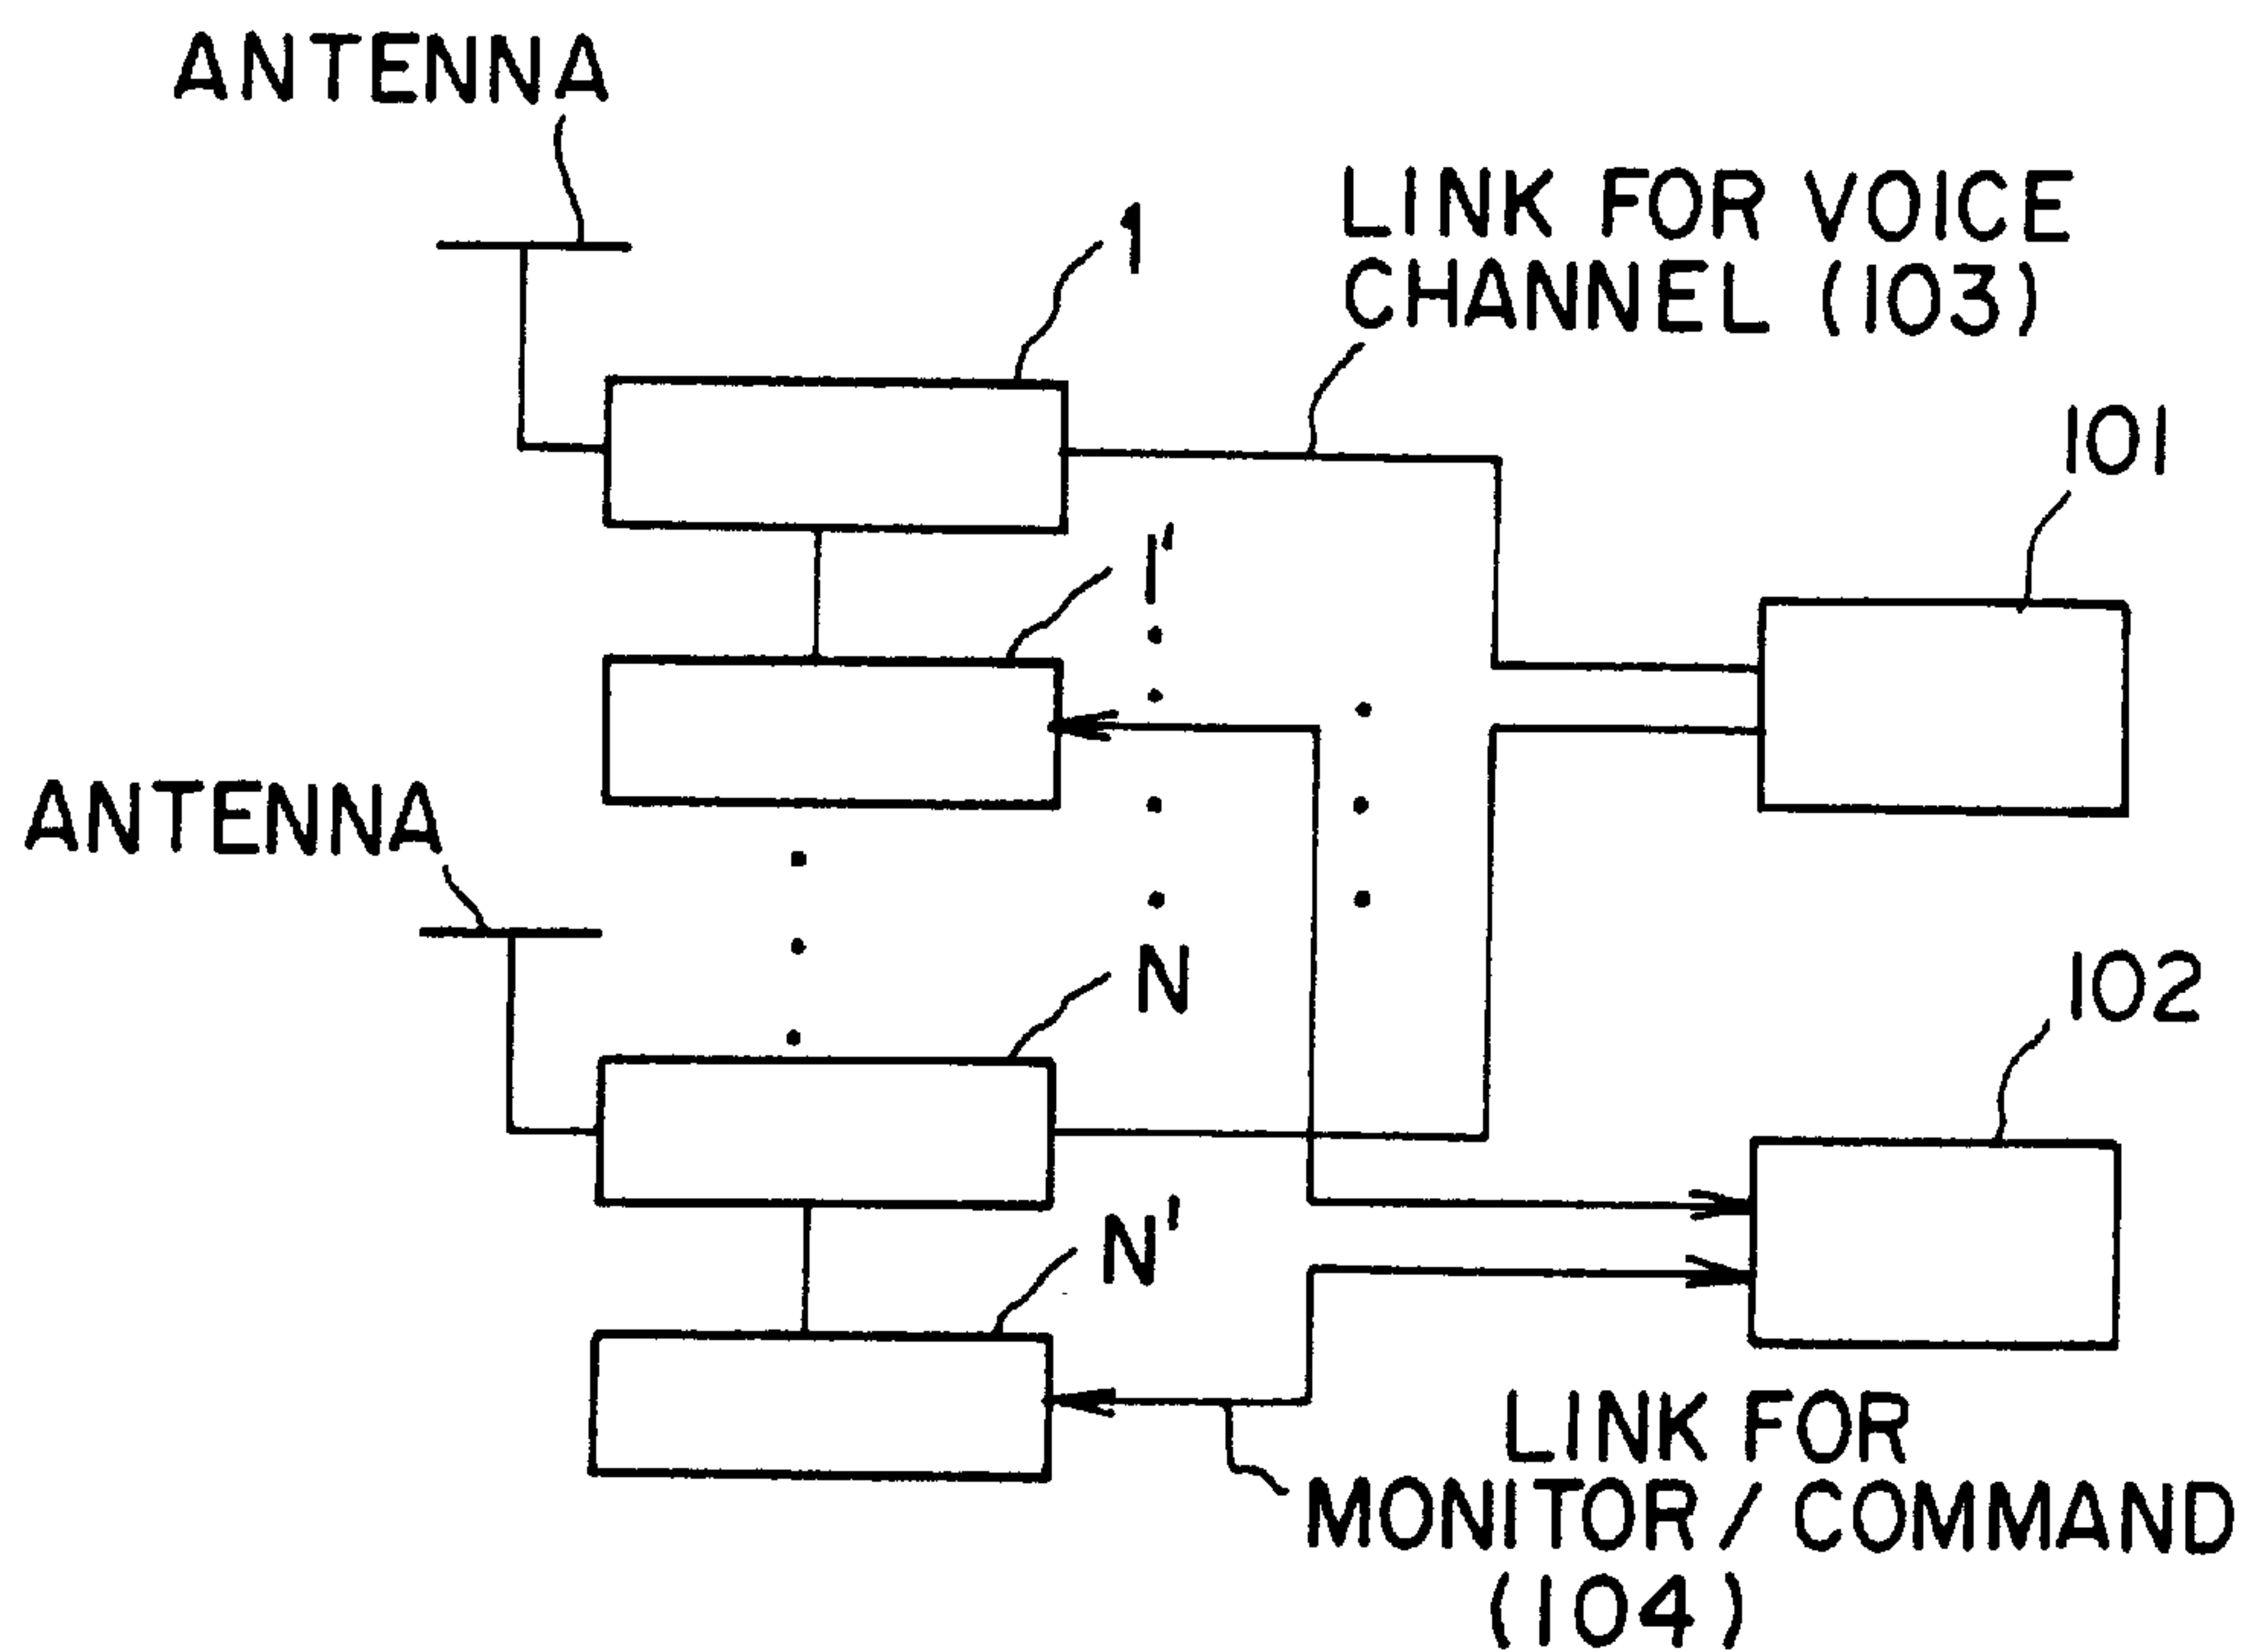 ANTENNA
1
LINK FOR VOICE
CHANNEL (103)
101
1'
ANTENNA
N
102
N'
LINK FOR
MONITOR / COMMAND
(104)